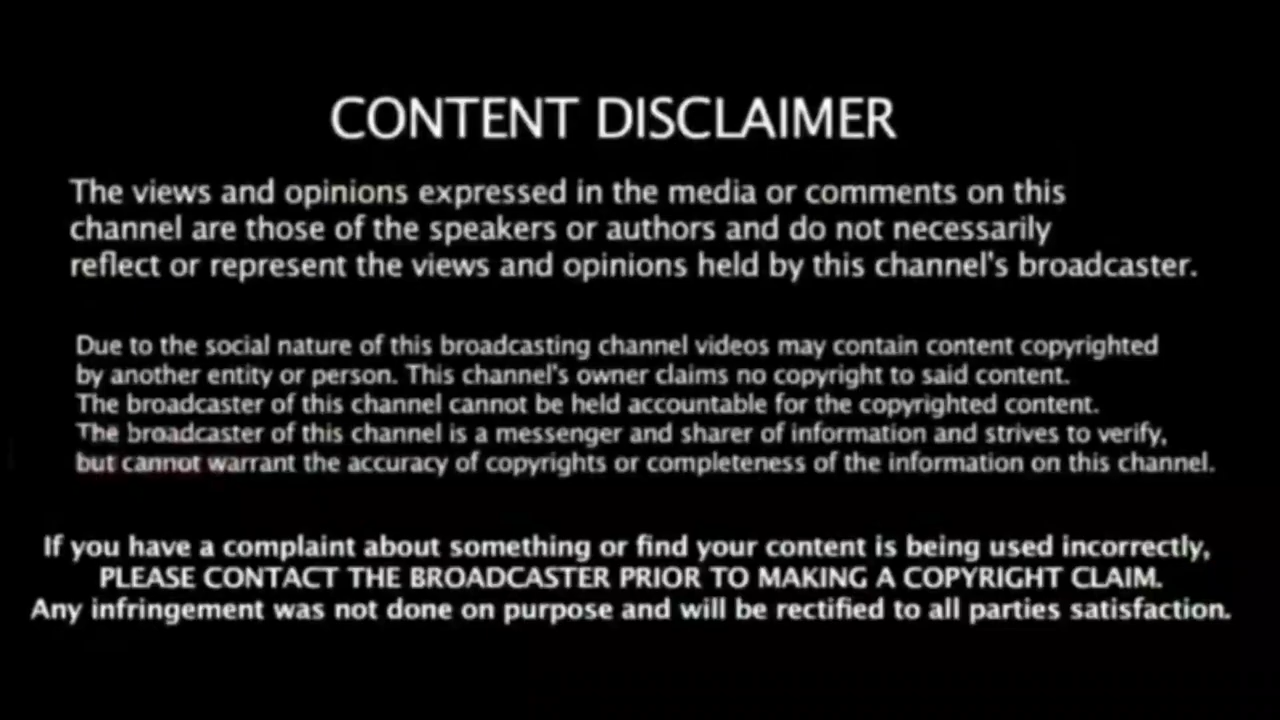 CONTENT DISCLAIMER
The views and opinions expressed in the media or comments on this
channel are those of the speakers or authors and do not necessarily
reflect or represent the views and opinions held by this channel's broadcaster.
Due to the social nature of this broadcasting channel videos may contain content copyrighted
by another entity or person. This channel's owner claims no copyright to said content.
The broadcaster of this channel cannot be held accountable for the copyrighted content.
The broadcaster of this channel is a messenger and sharer of information and strives to verify,
but cannot warrant the accuracy of copyrights or completeness of the information on this channel.
If you have a complaint about something or find your content is being used incorrectly,
PLEASE CONTACT THE BROADCASTER PRIOR TO MAKING A COPYRIGHT CLAIM.
Any infringement was not done on purpose and will be rectified to all parties satisfaction.